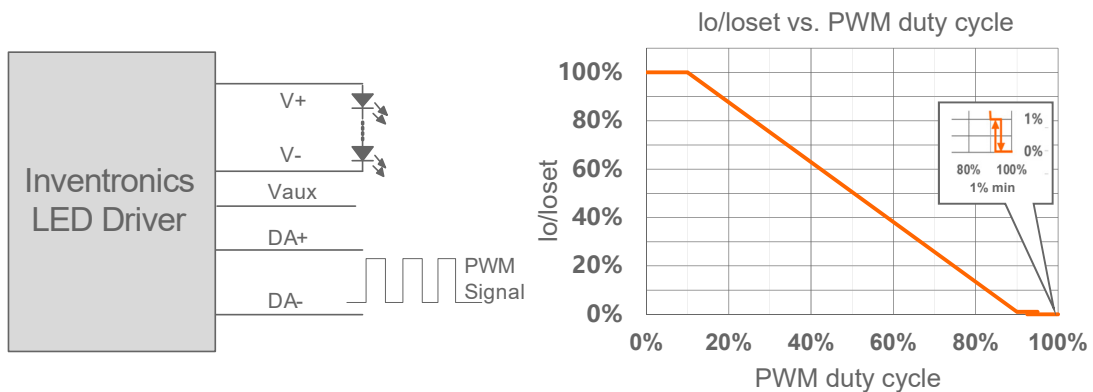 Inventronics
LED Driver
V+
V-
Vaux
DA+
DA-
PWM
Signal
Io/Ioset vs. PWM duty cycle
Io/Ioset
100%
80%
60%
40%
20%
0%
0%
20%
40%
60%
80%
100%
PWM duty cycle
1%
0%
80%
100%
1% min